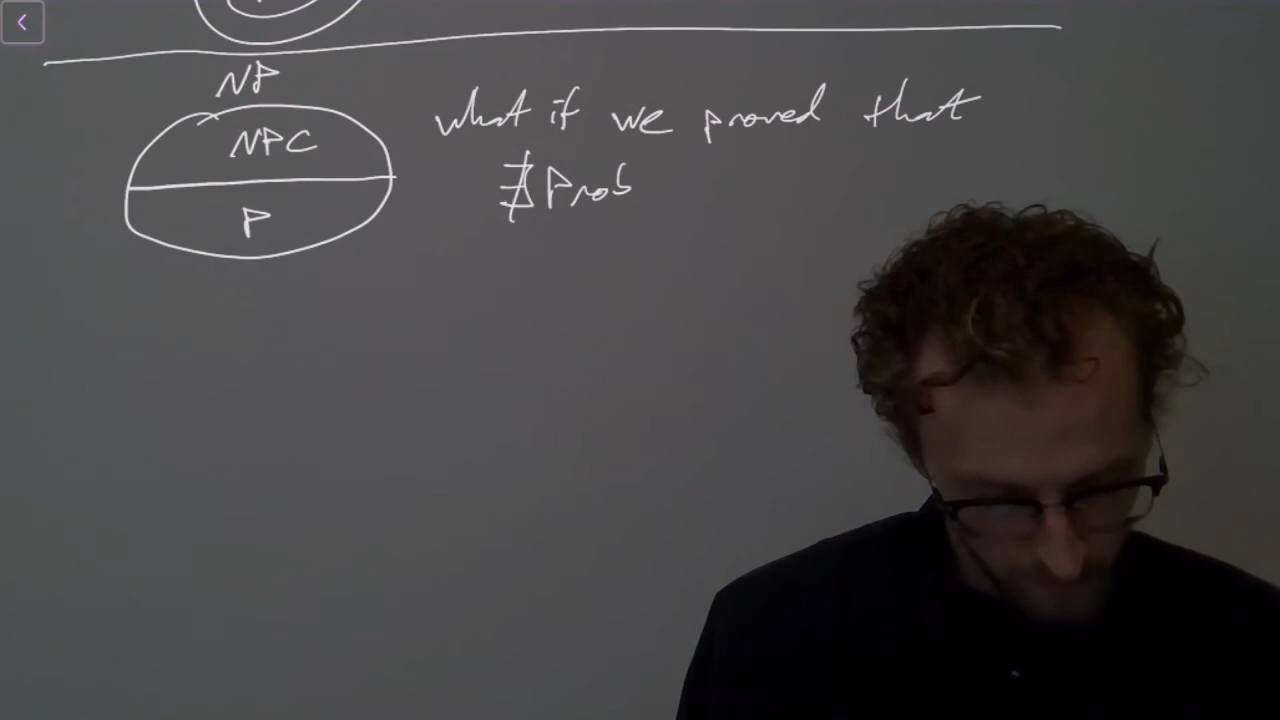 NP
NPC
P
what if we proved that
∄ Prob